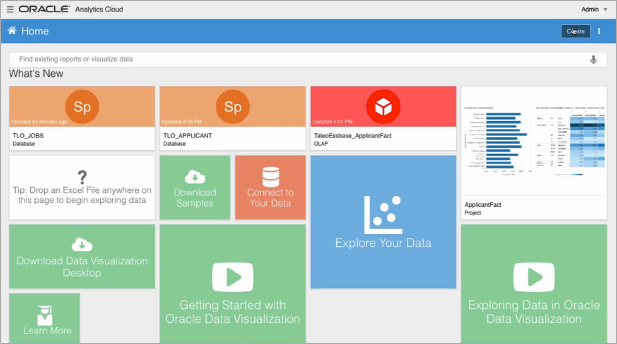 ORACLE® Analytics Cloud
Admin
Home
Create
Find existing reports or visualize data
What's New
Sp
Updated 54 minutes ago
TLO_JOBS
Database
Sp
Updated 4:55 PM
TLO_APPLICANT
Database
Updated 4:41 PM
TaleoEssbase_ApplicantFact
OLAP
ApplicantFact
Project
?
Tip: Drop an Excel File anywhere on
this page to begin exploring data
Download
Samples
Connect to
Your Data
Explore Your Data
Download Data Visualization
Desktop
Getting Started with
Oracle Data Visualization
Exploring Data in Oracle
Data Visualization
Learn More